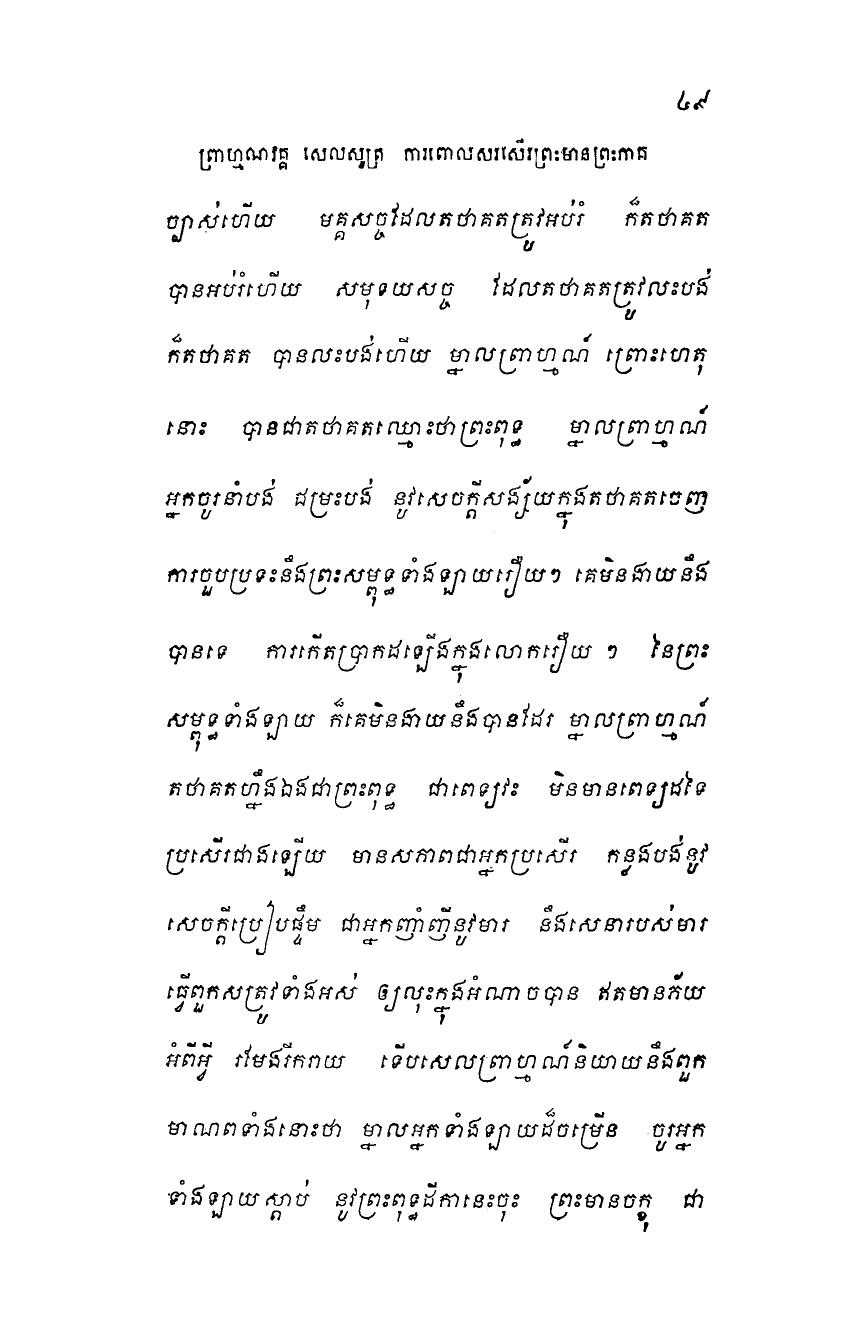 ៤៩
ព្រាហ្មណវគ្គ សេលសូត្រ ការពោលសរសើរព្រះមានព្រះភាគ
ច្បាស់ហើយ មគ្គសច្ចដែលតថាគតត្រូវអប់រំ ក៏តថាគត
បានអប់រំហើយ សមុទយសច្ច ដែលតថាគតត្រូវលះបង់
ក៏តថាគត បានលះបង់ហើយ ម្នាលព្រាហ្មណ៍ ព្រោះហេតុ
នោះ បានជាតថាគតឈ្មោះថាព្រះពុទ្ធ ម្នាលព្រាហ្មណ៍
អ្នកចូរនាំបង់ ជម្រះបង់ នូវសេចក្តីសង្ស័យក្នុងតថាគតចេញ
ការចួបប្រទះនឹងព្រះសម្ពុទ្ធទាំងឡាយរឿយៗ គេមិនងាយនឹង
បានទេ ការកើតប្រាកដឡើងក្នុងលោករឿយ ៗ នៃព្រះ
សម្ពុទ្ធទាំងឡាយ ក៏គេមិនងាយនឹងបានដែរ ម្នាលព្រាហ្មណ៍
តថាគតហ្នឹងឯងជាព្រះពុទ្ធ ជាពេទ្យវះ មិនមានពេទ្យដទៃ
ប្រសើរជាងឡើយ មានសភាពជាអ្នកប្រសើរ កន្លងបង់នូវ
សេចក្តីប្រៀបផ្ទឹម ជាអ្នកញាំញីនូវមារ នឹងសេនារបស់មារ
ធ្វើពួកសត្រូវទាំងអស់ ឲ្យលុះក្នុងអំណាចបាន ឥតមានភ័យ
អំពីអ្វី រមែងរីករាយ ទើបសេលព្រាហ្មណ៍និយាយនឹងពួក
មាណពទាំងនោះថា ម្នាលអ្នកទាំងឡាយដ៏ចម្រើន ចូរអ្នក
ទាំងឡាយស្តាប់ នូវព្រះពុទ្ធដីកានេះចុះ ព្រះមានចក្ខុ ជា